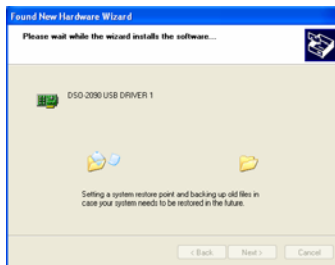 Found New Hardware Wizard
Please wait while the wizard installs the software...
DSO-2090 USB DRIVER 1
Setting a system restore point and backing up old files in
case your system needs to be restored in the future.
< Back
Next >
Cancel